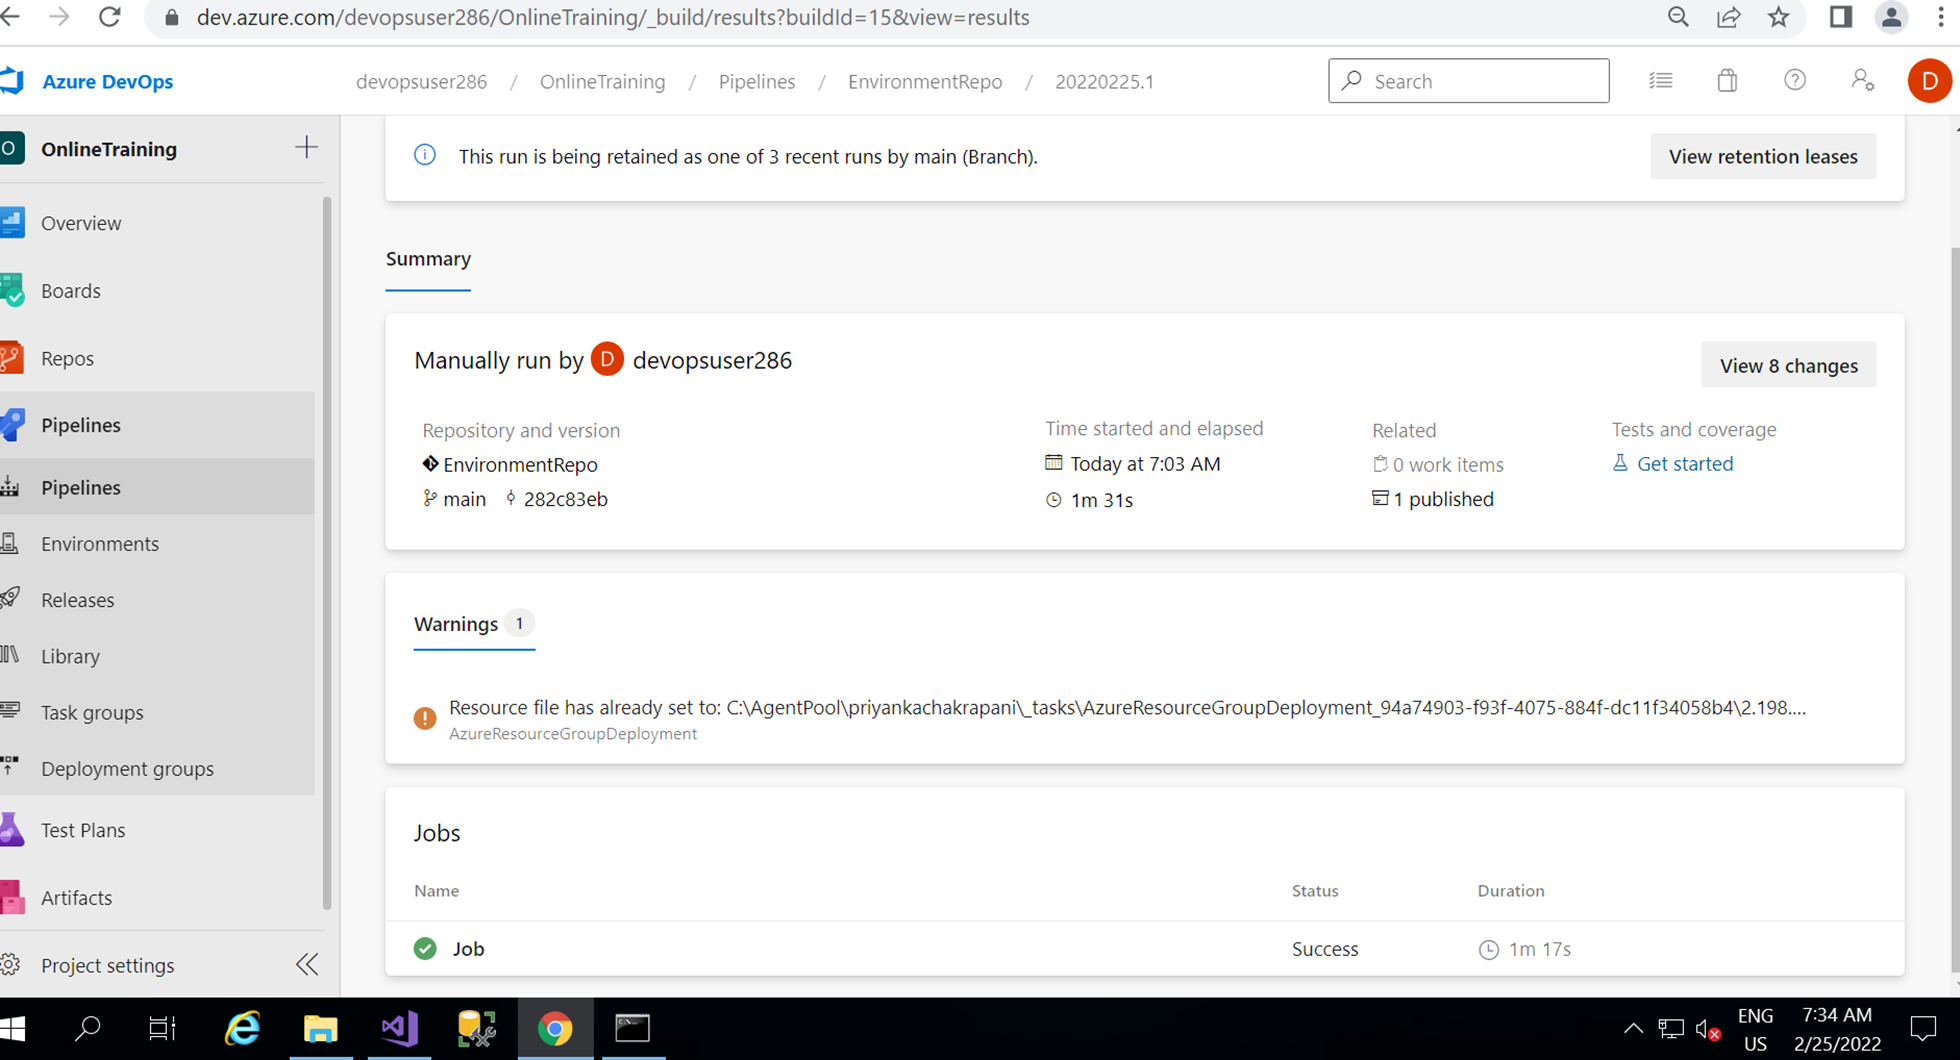 dev.azure.com/devopsuser286/OnlineTraining/_build/results?buildId=15&view=results
Azure DevOps
devopsuser286 / OnlineTraining / Pipelines / EnvironmentRepo / 20220225.1
Search
D
O OnlineTraining
Overview
Boards
Repos
Pipelines
Pipelines
Environments
Releases
Library
Task groups
Deployment groups
Test Plans
Artifacts
Project settings
This run is being retained as one of 3 recent runs by main (Branch).
View retention leases
Summary
Manually run by D devopsuser286
View 8 changes
Repository and version
EnvironmentRepo
main 282c83eb
Time started and elapsed
Today at 7:03 AM
1m 31s
Related
0 work items
1 published
Tests and coverage
Get started
Warnings 1
Resource file has already set to: C:\AgentPool\priyankachakrapani\_tasks\AzureResourceGroupDeployment_94a74903-f93f-4075-884f-dc11f34058b4\2.198....
AzureResourceGroupDeployment
Jobs
Name Status Duration
Job Success 1m 17s
ENG
US
7:34 AM
2/25/2022